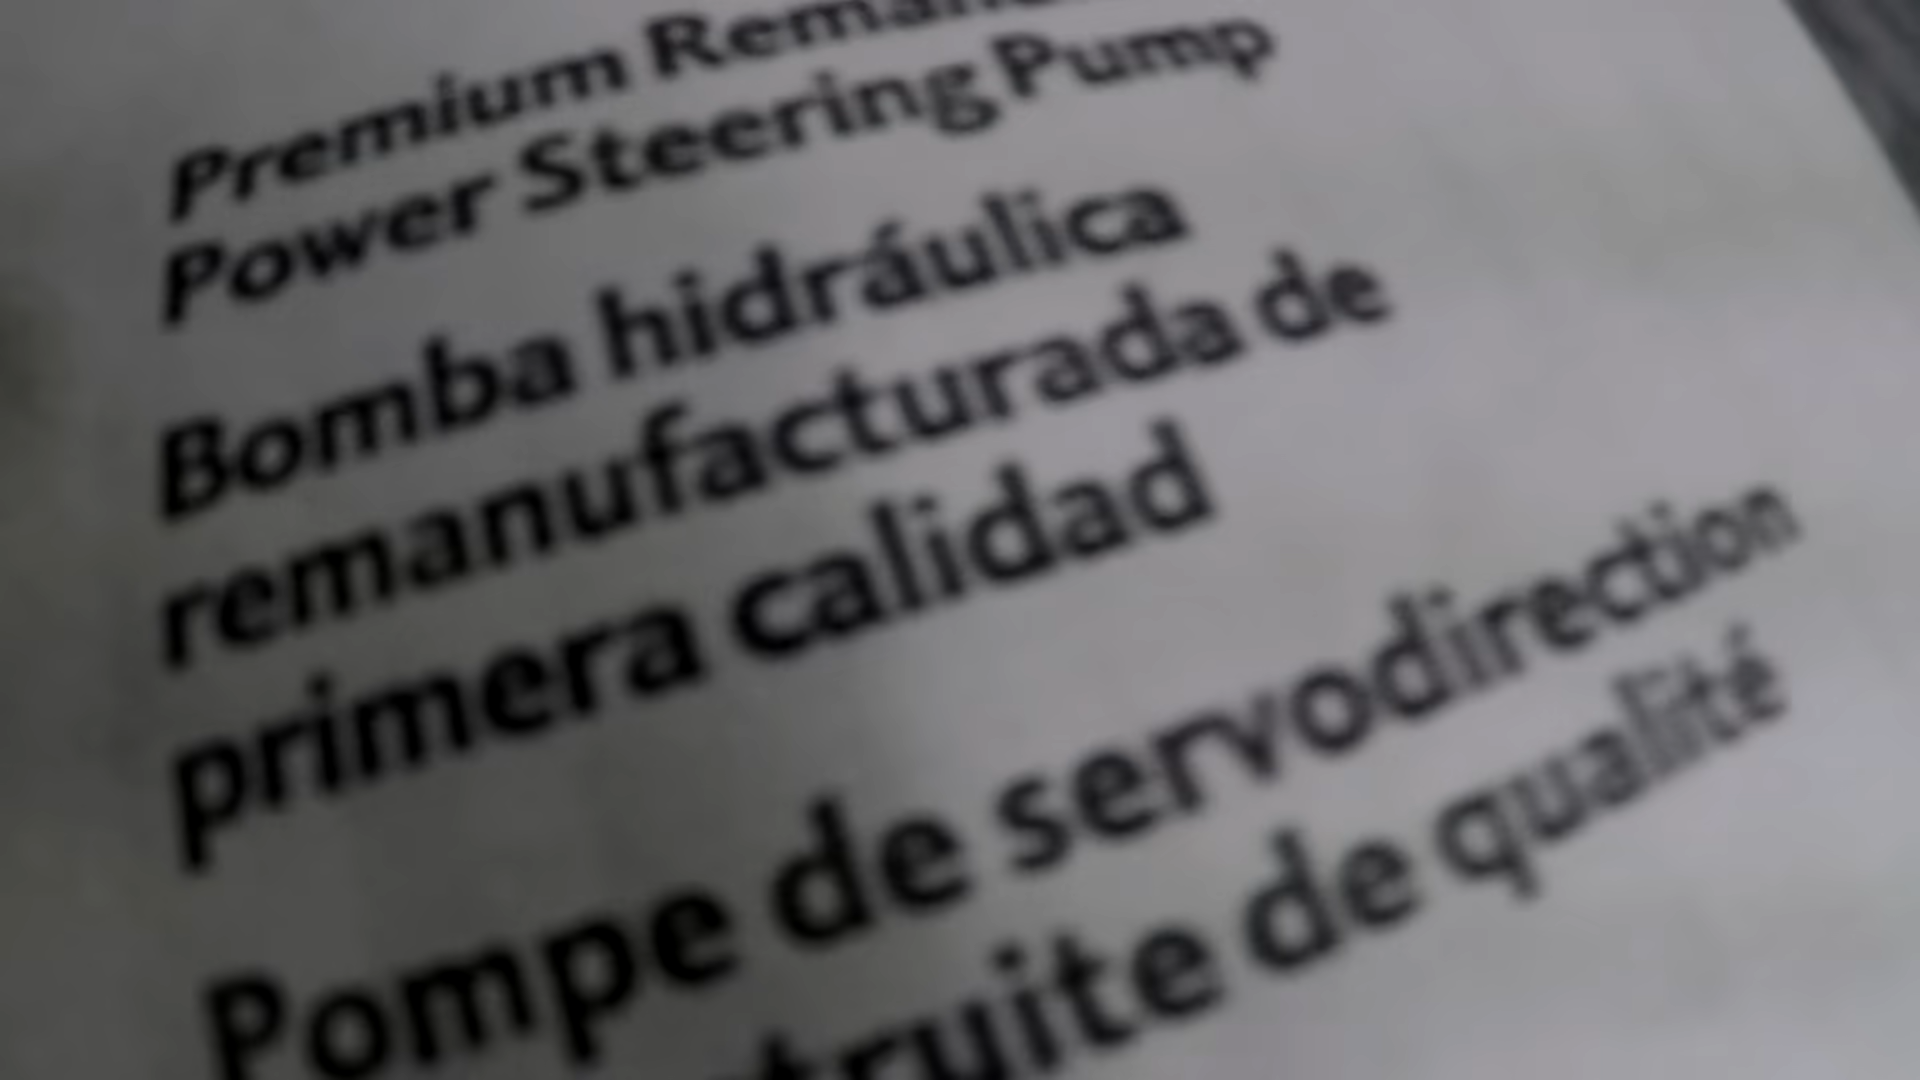 Premium
Power Steering Pump
Bomba hidráulica
remanufacturada de
primera calidad
Pompe de servodirection
de qualité